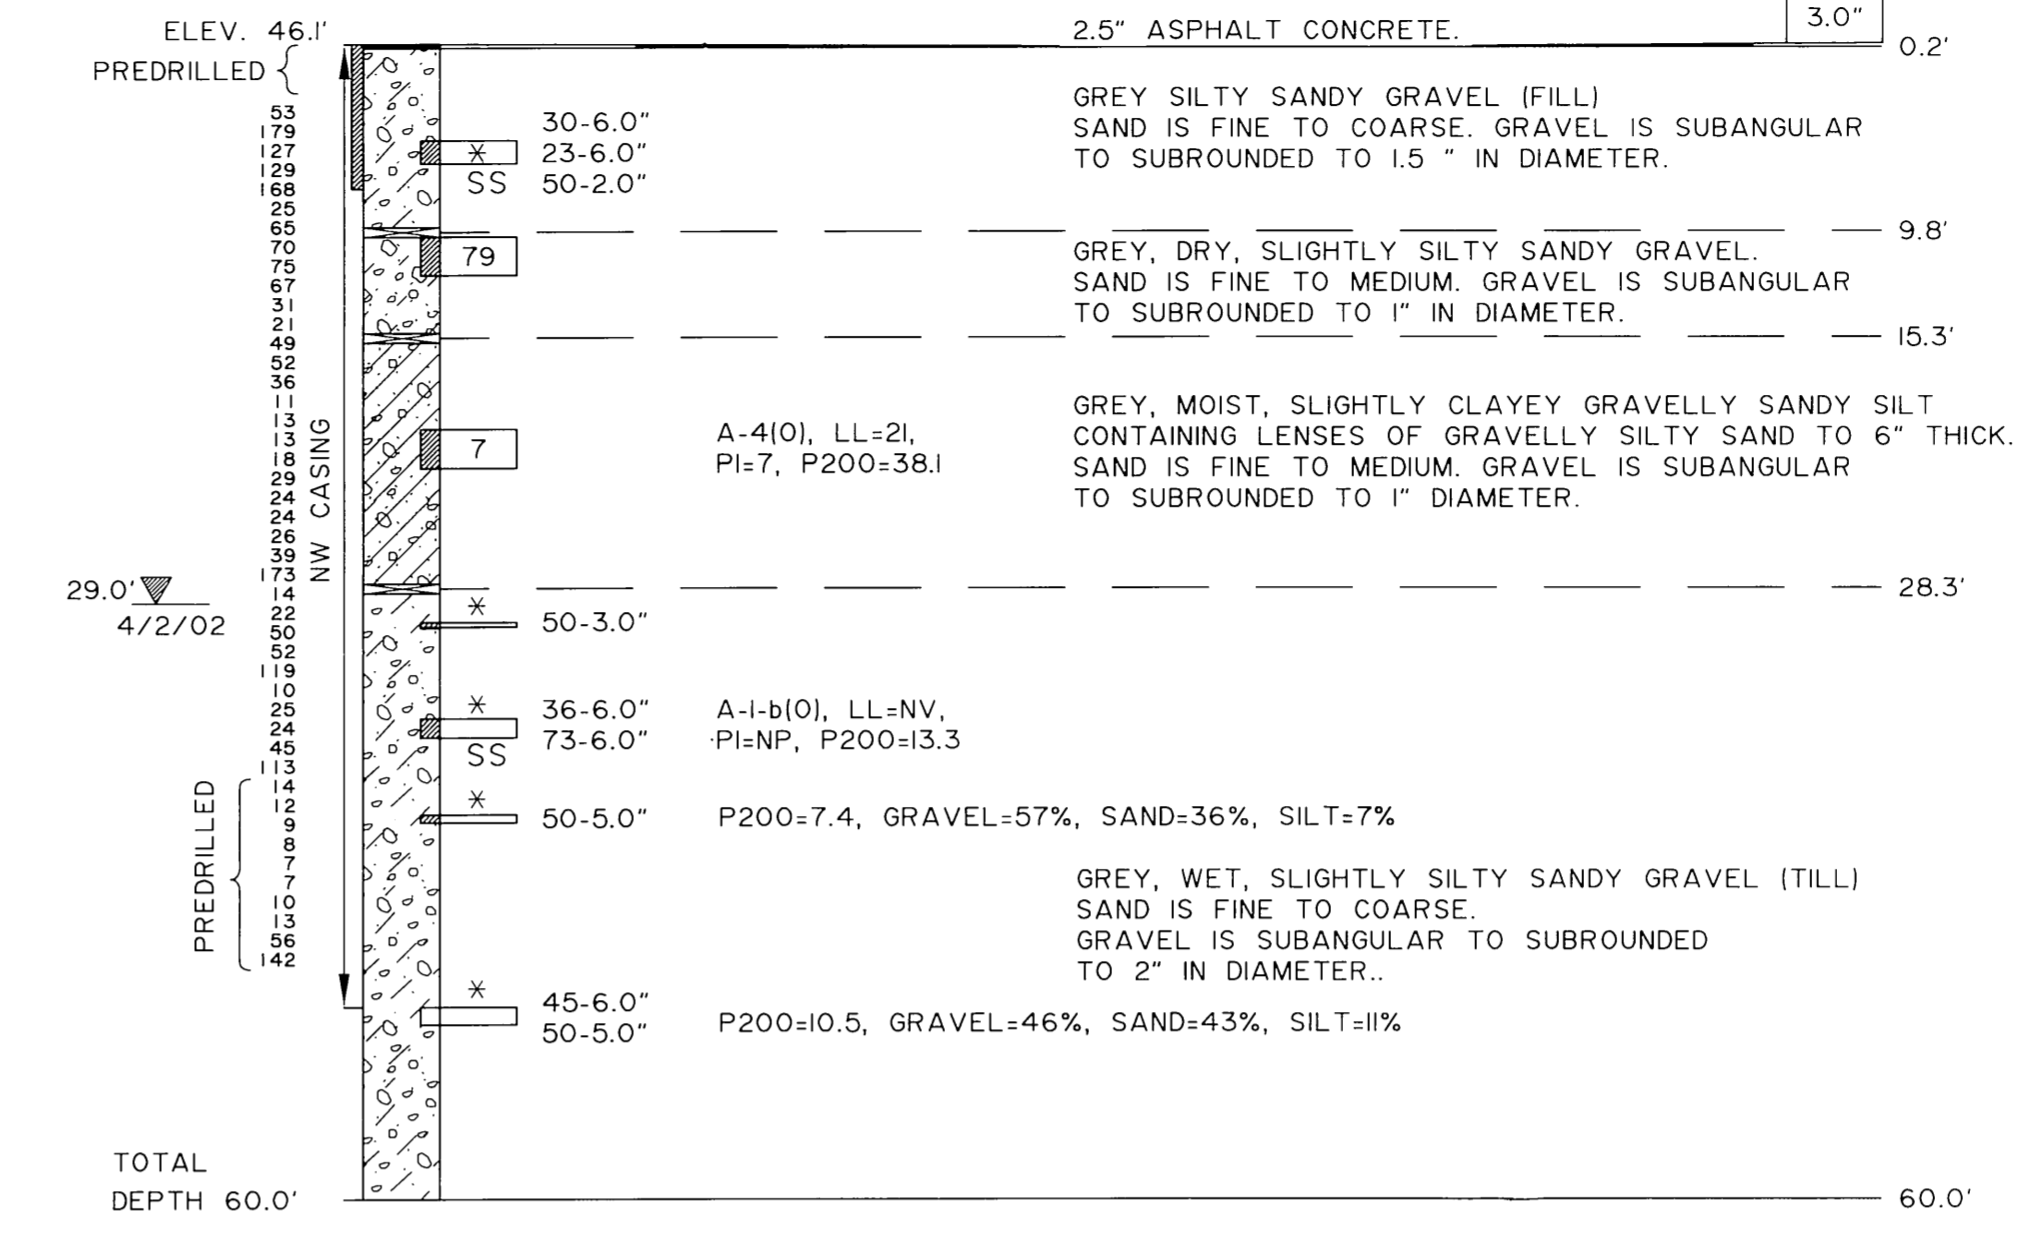 3.0"
ELEV. 46.1'
2.5" ASPHALT CONCRETE.
0.2'
PREDRILLED
GREY SILTY SANDY GRAVEL (FILL)
SAND IS FINE TO COARSE. GRAVEL IS SUBANGULAR
TO SUBROUNDED TO 1.5 " IN DIAMETER.
53
179
127
129
168
25
65
70
75
67
31
21
49
52
36
11
13
13
18
29
24
24
26
39
173
14
22
50
52
119
10
25
24
45
113
14
12
9
8
7
7
10
13
56
142
NW CASING
30-6.0"
* 23-6.0"
SS 50-2.0"
9.8'
79
GREY, DRY, SLIGHTLY SILTY SANDY GRAVEL.
SAND IS FINE TO MEDIUM. GRAVEL IS SUBANGULAR
TO SUBROUNDED TO 1" IN DIAMETER.
15.3'
7
A-4(0), LL=21,
PI=7, P200=38.1
GREY, MOIST, SLIGHTLY CLAYEY GRAVELLY SANDY SILT
CONTAINING LENSES OF GRAVELLY SILTY SAND TO 6" THICK.
SAND IS FINE TO MEDIUM. GRAVEL IS SUBANGULAR
TO SUBROUNDED TO 1" DIAMETER.
28.3'
29.0'
4/2/02
*
50-3.0"
*
36-6.0"
73-6.0"
SS
A-1-b(0), LL=NV,
PI=NP, P200=13.3
*
50-5.0"
P200=7.4, GRAVEL=57%, SAND=36%, SILT=7%
PREDRILLED
GREY, WET, SLIGHTLY SILTY SANDY GRAVEL (TILL)
SAND IS FINE TO COARSE.
GRAVEL IS SUBANGULAR TO SUBROUNDED
TO 2" IN DIAMETER..
*
45-6.0"
50-5.0"
P200=10.5, GRAVEL=46%, SAND=43%, SILT=11%
TOTAL
DEPTH 60.0'
60.0'